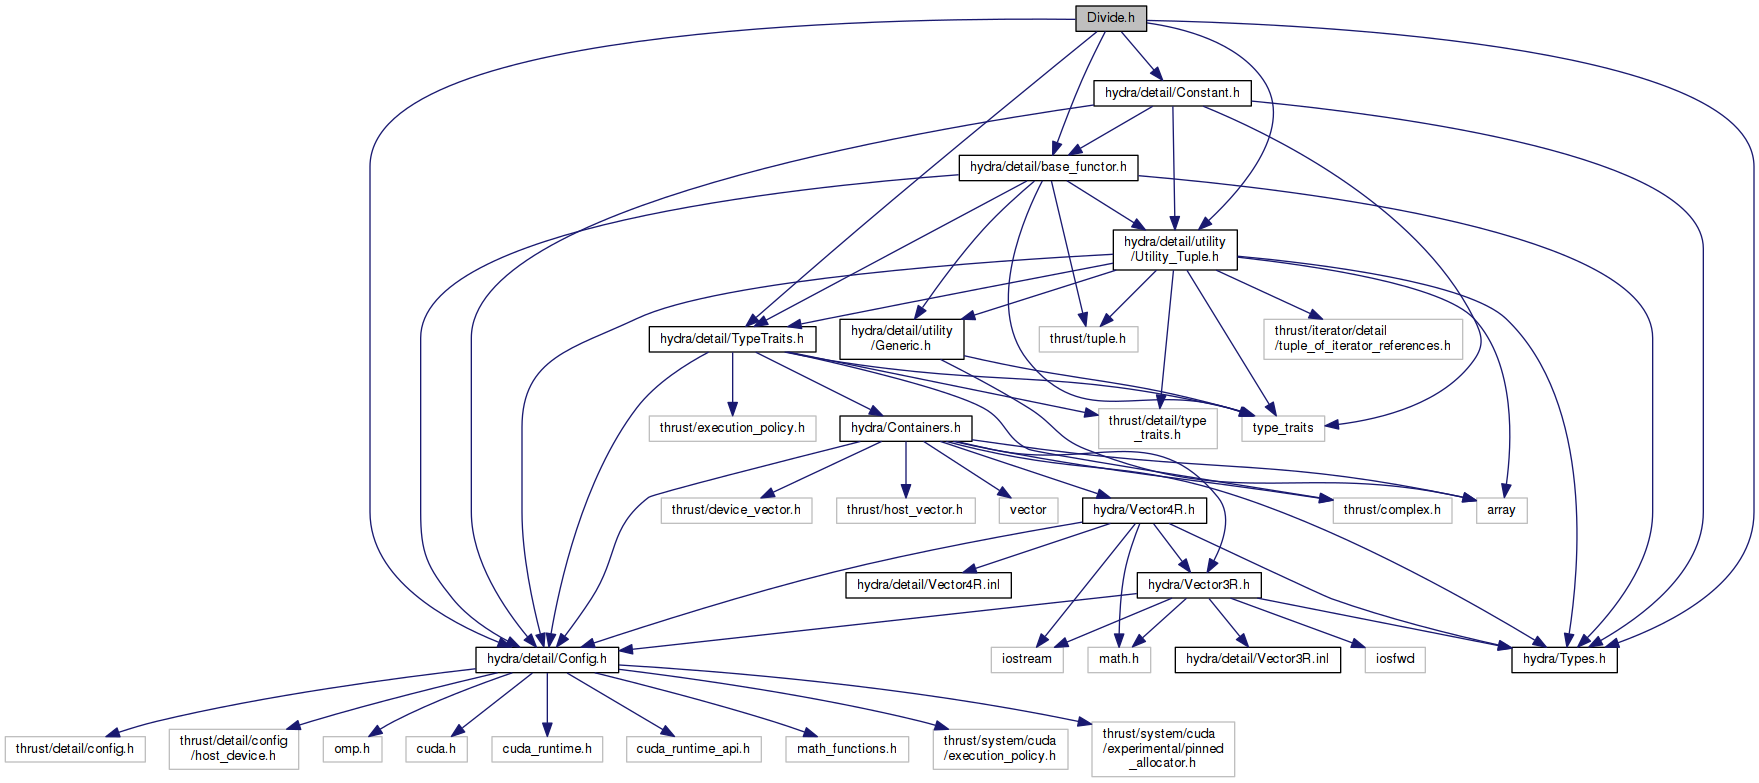 Divide.h
hydra/detail/Constant.h
hydra/detail/base_functor.h
hydra/detail/utility
/Utility_Tuple.h
hydra/detail/TypeTraits.h
hydra/detail/utility
/Generic.h
thrust/tuple.h
thrust/iterator/detail
/tuple_of_iterator_references.h
thrust/execution_policy.h
hydra/Containers.h
thrust/detail/type
_traits.h
type_traits
thrust/device_vector.h
thrust/host_vector.h
vector
hydra/Vector4R.h
thrust/complex.h
array
hydra/detail/Vector4R.inl
hydra/Vector3R.h
hydra/detail/Config.h
iostream
math.h
hydra/detail/Vector3R.inl
iosfwd
hydra/Types.h
thrust/detail/config.h
thrust/detail/config
/host_device.h
omp.h
cuda.h
cuda_runtime.h
cuda_runtime_api.h
math_functions.h
thrust/system/cuda
/execution_policy.h
thrust/system/cuda
/experimental/pinned
_allocator.h